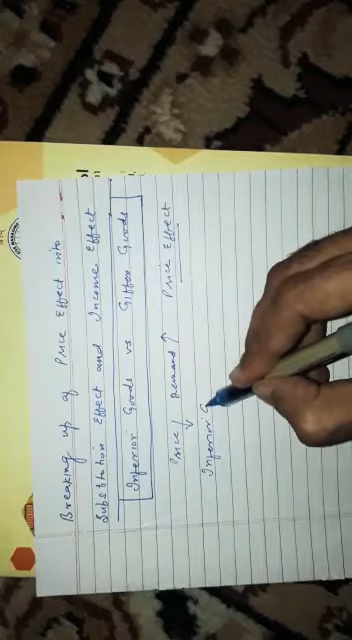 Breaking up of Price Effect into
Substitution Effect and Income Effect
Inferior Goods vs Giffen Goods
Price↓ Demand↑ Price Effect
Inferior G